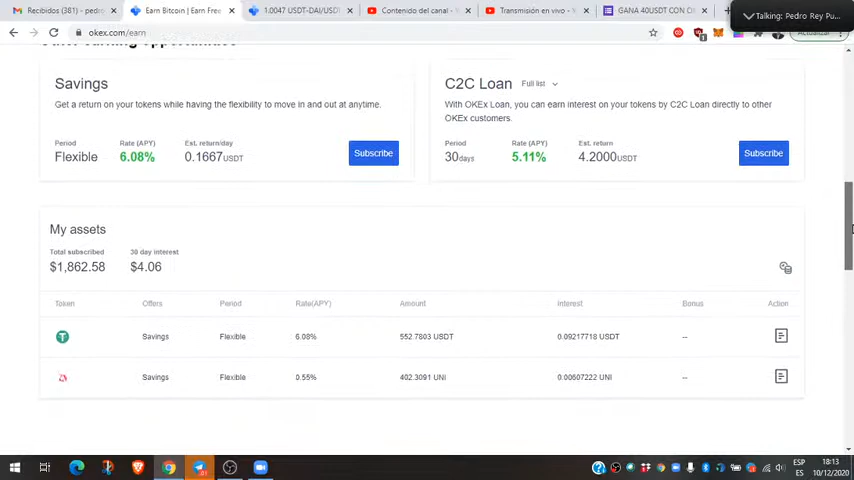 Recibidos (381) - pedro
Earn Bitcoin | Earn Free
1.0047 USDT-DAI/USD
Contenido del canal -
Transmisión en vivo -
GANA 40USDT CON
Talking: Pedro Rey Pu...
okex.com/earn
Actualizar
Savings
Get a return on your tokens while having the flexibility to move in and out at anytime.
Period
Rate (APY)
Est. return/day
Flexible
6.08%
0.1667USDT
Subscribe
C2C Loan
Full list
With OKEx Loan, you can earn interest on your tokens by C2C Loan directly to other
OKEx customers.
Period
Rate (APY)
Est. return
30days
5.11%
4.2000USDT
Subscribe
My assets
Total subscribed
30 day interest
$1,862.58
$4.06
Token
Offers
Period
Rate(APY)
Amount
Interest
Bonus
Action
Savings
Flexible
6.08%
552.7803 USDT
0.09217718 USDT
--
Savings
Flexible
0.55%
402.3091 UNI
0.00607222 UNI
--
ESP
18:13
ES
10/12/2020